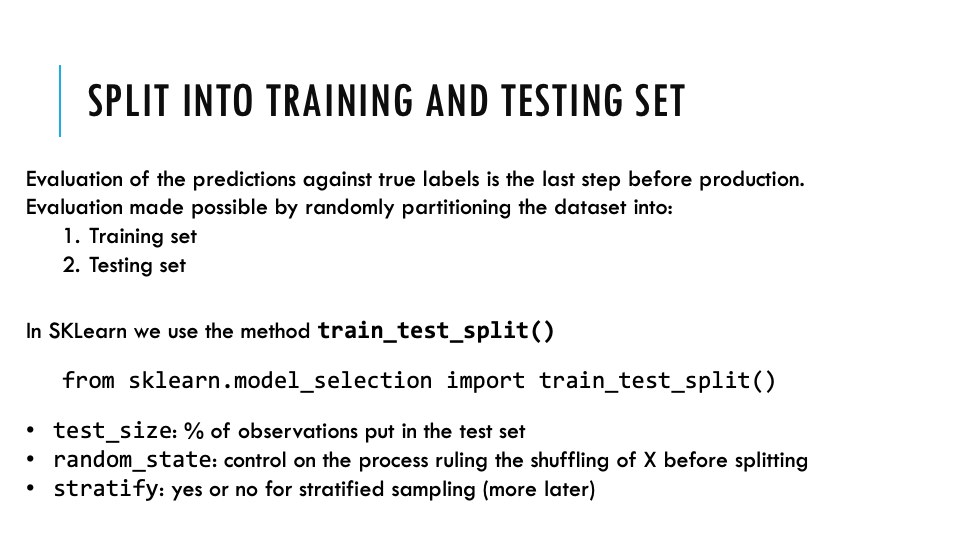 SPLIT INTO TRAINING AND TESTING SET
Evaluation of the predictions against true labels is the last step before production.
Evaluation made possible by randomly partitioning the dataset into:
1. Training set
2. Testing set
In SKLearn we use the method train_test_split()
from sklearn.model_selection import train_test_split()
• test_size: % of observations put in the test set
• random_state: control on the process ruling the shuffling of X before splitting
• stratify: yes or no for stratified sampling (more later)